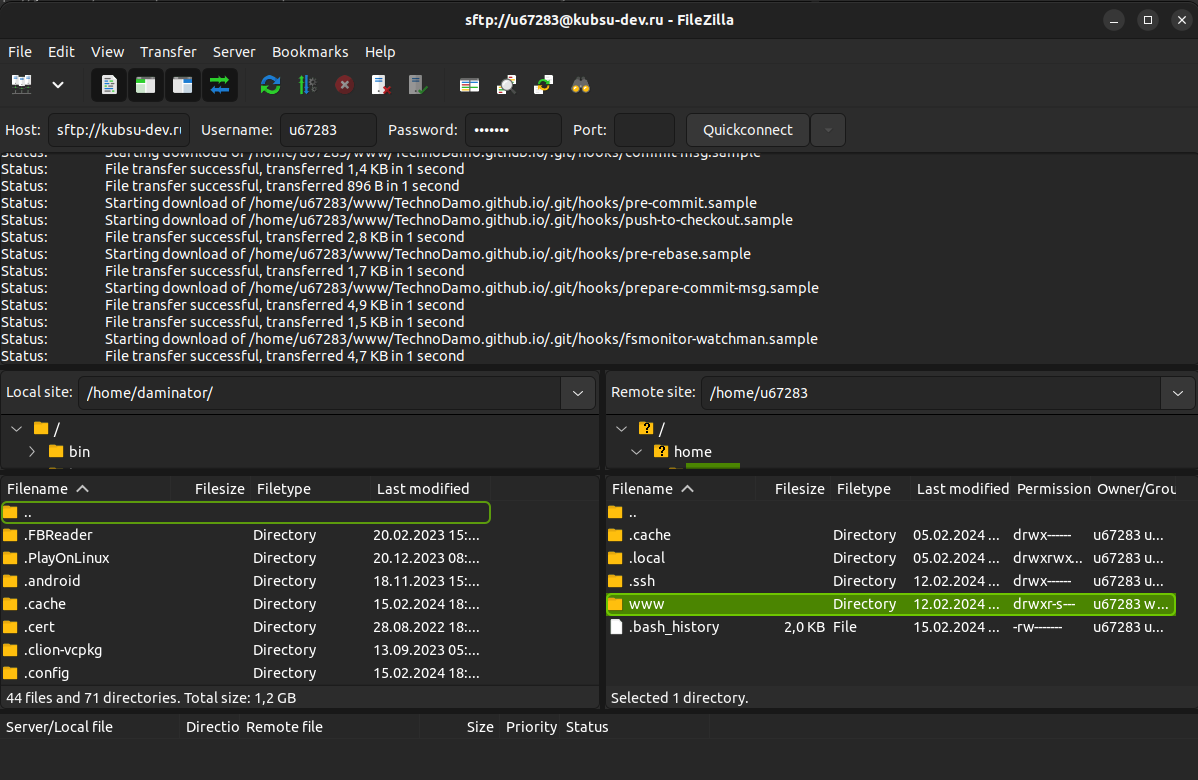 sftp://u67283@kubsu-dev.ru - FileZilla
File Edit View Transfer Server Bookmarks Help
Host: sftp://kubsu-dev.ru Username: u67283 Password: ••••••• Port: Quickconnect
Status: Starting download of /home/u67283/www/TechnoDamo.github.io/.git/hooks/commit-msg.sample
Status: File transfer successful, transferred 1,4 KB in 1 second
Status: File transfer successful, transferred 896 B in 1 second
Status: Starting download of /home/u67283/www/TechnoDamo.github.io/.git/hooks/pre-commit.sample
Status: Starting download of /home/u67283/www/TechnoDamo.github.io/.git/hooks/push-to-checkout.sample
Status: File transfer successful, transferred 2,8 KB in 1 second
Status: Starting download of /home/u67283/www/TechnoDamo.github.io/.git/hooks/pre-rebase.sample
Status: File transfer successful, transferred 1,7 KB in 1 second
Status: Starting download of /home/u67283/www/TechnoDamo.github.io/.git/hooks/prepare-commit-msg.sample
Status: File transfer successful, transferred 4,9 KB in 1 second
Status: File transfer successful, transferred 1,5 KB in 1 second
Status: Starting download of /home/u67283/www/TechnoDamo.github.io/.git/hooks/fsmonitor-watchman.sample
Status: File transfer successful, transferred 4,7 KB in 1 second
Local site: /home/daminator/
/
bin
Filename Filesize Filetype Last modified
..
.FBReader Directory 20.02.2023 15:...
.PlayOnLinux Directory 20.12.2023 08:...
.android Directory 18.11.2023 15:...
.cache Directory 15.02.2024 18:...
.cert Directory 28.08.2022 18:...
.clion-vcpkg Directory 13.09.2023 05:...
.config Directory 15.02.2024 18:...
44 files and 71 directories. Total size: 1,2 GB
Remote site: /home/u67283
/
home
Filename Filesize Filetype Last modified Permission Owner/Grou
..
.cache Directory 05.02.2024 ... drwx------ u67283 u...
.local Directory 05.02.2024 ... drwxrwx... u67283 u...
.ssh Directory 12.02.2024 ... drwx------ u67283 u...
www Directory 12.02.2024 ... drwxr-s--- u67283 w...
.bash_history 2,0 KB File 15.02.2024 ... -rw------- u67283 u...
Selected 1 directory.
Server/Local file Directio Remote file Size Priority Status